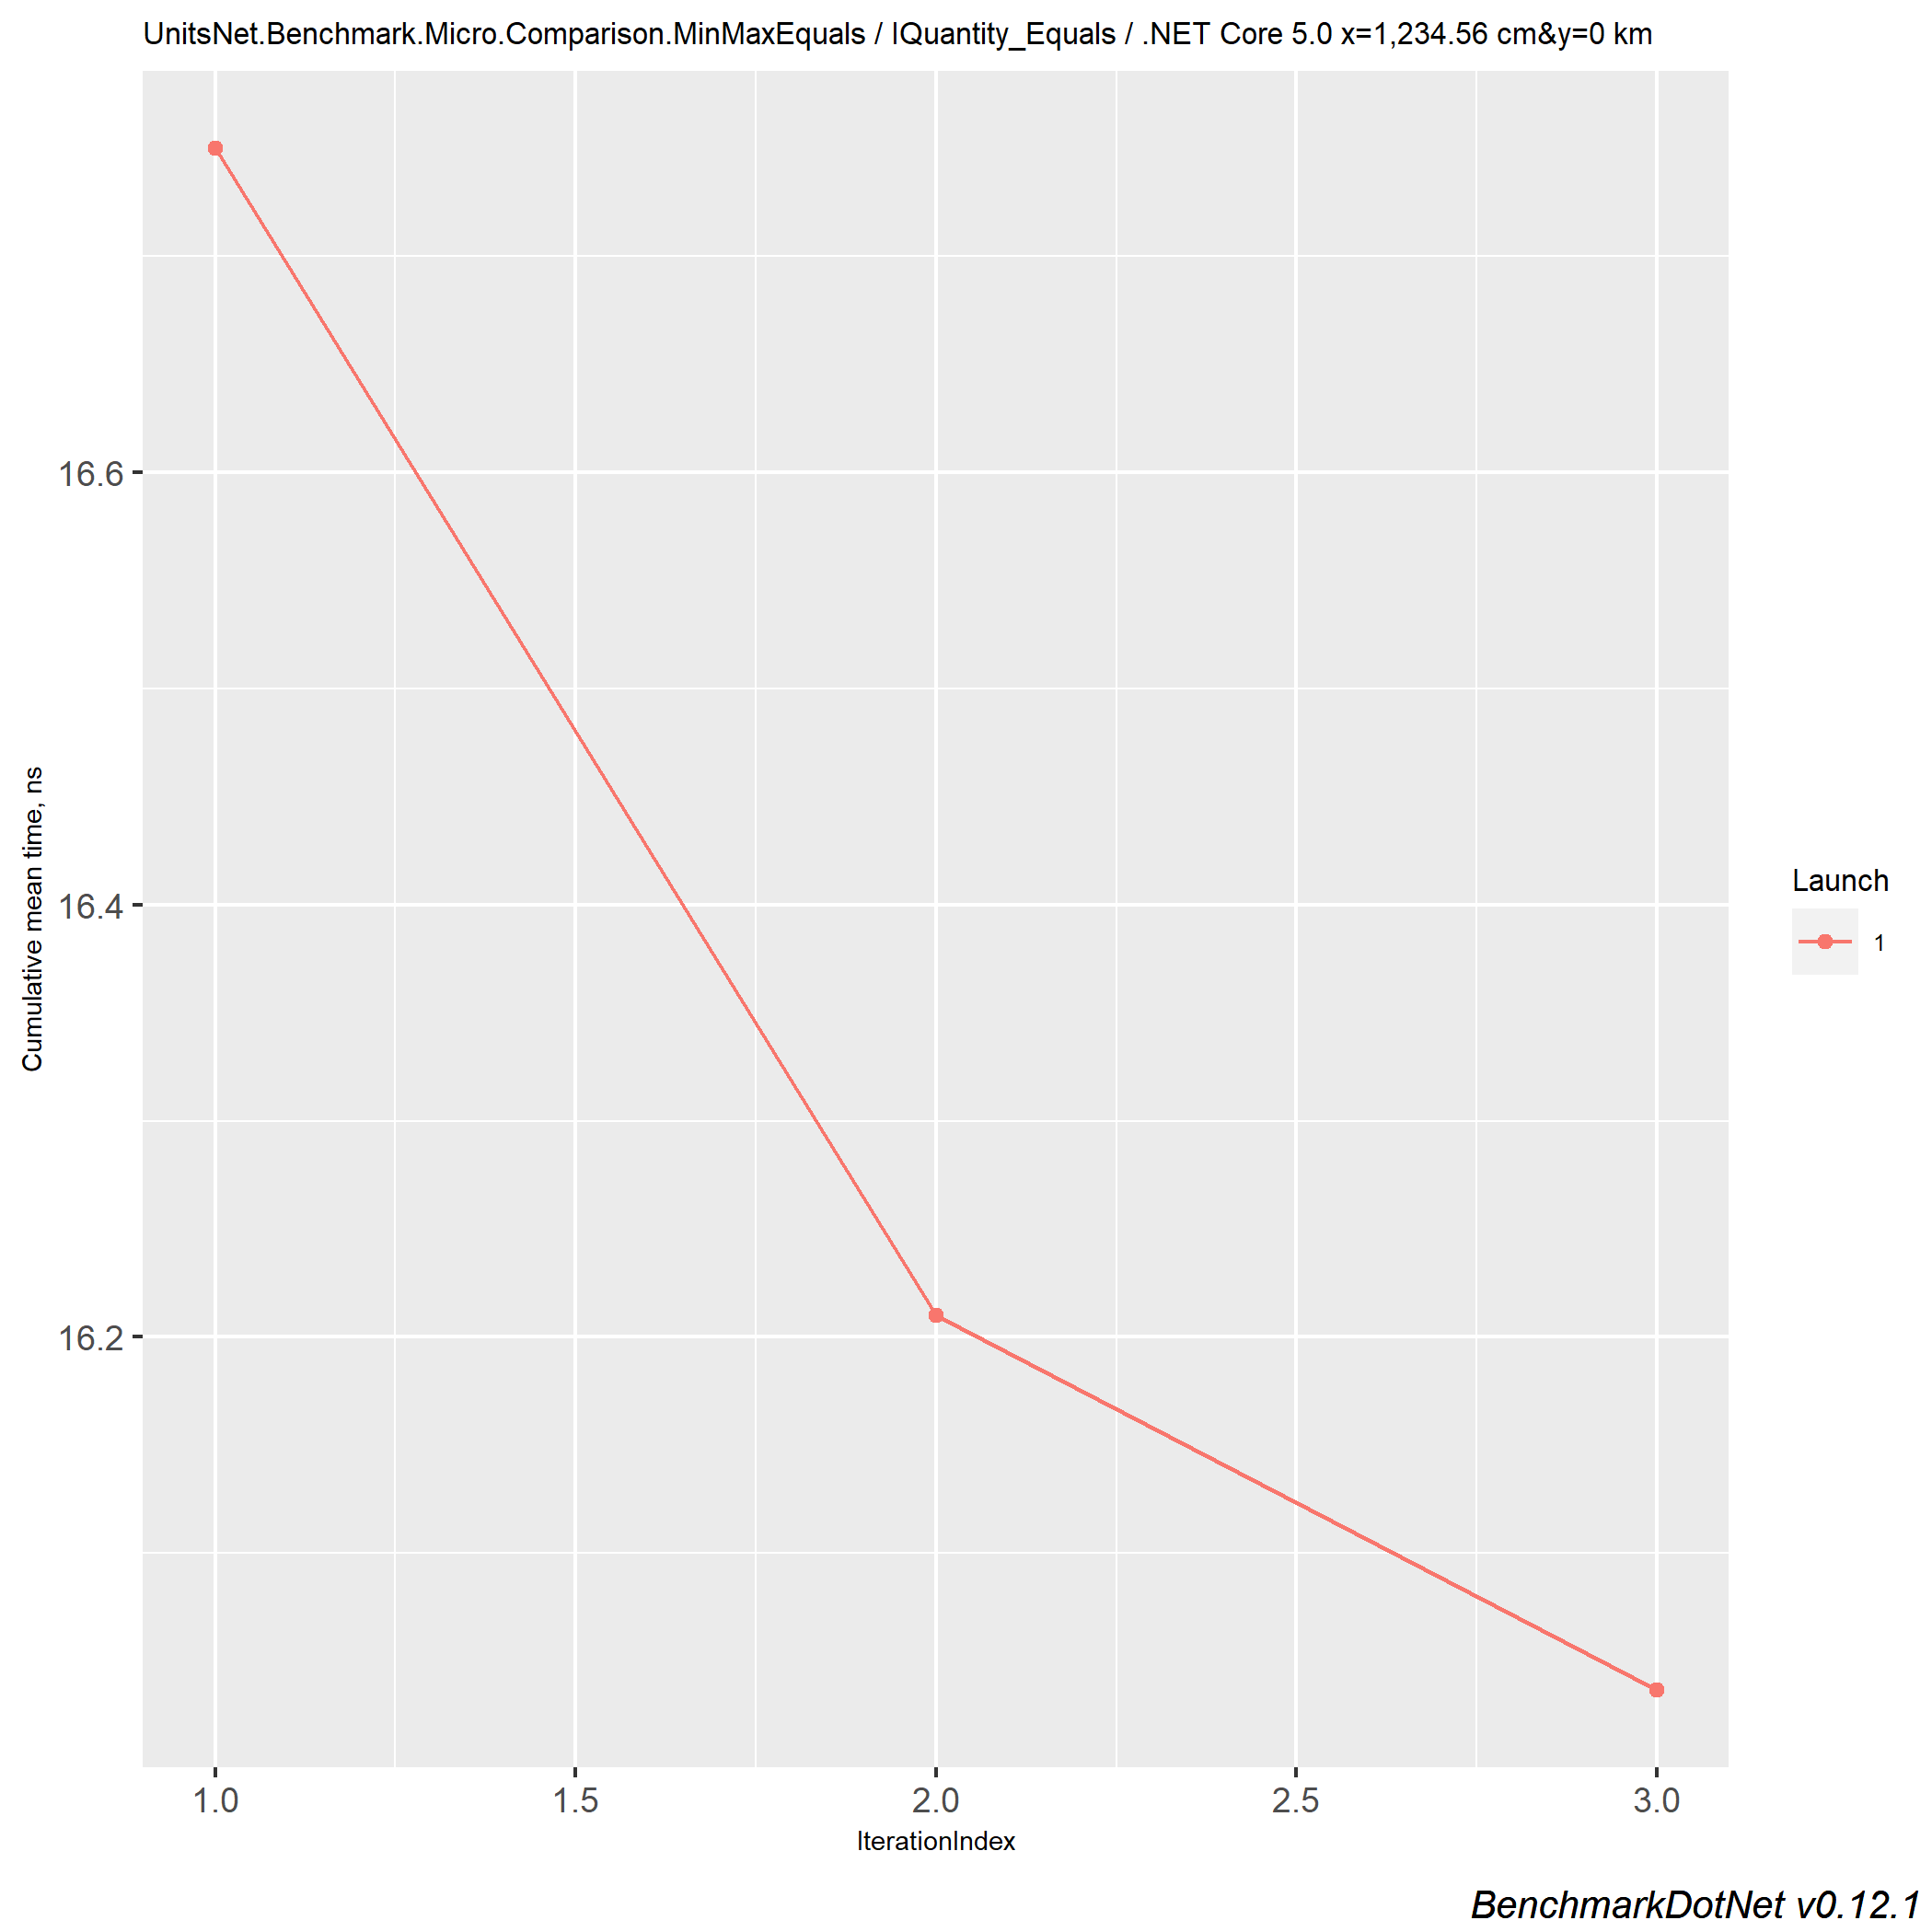 UnitsNet.Benchmark.Micro.Comparison.MinMaxEquals / IQuantity_Equals / .NET Core 5.0 x=1,234.56 cm&y=0 km
Cumulative mean time, ns
16.6
16.4
16.2
1.0 1.5 2.0 2.5 3.0
IterationIndex
Launch
1
BenchmarkDotNet v0.12.1